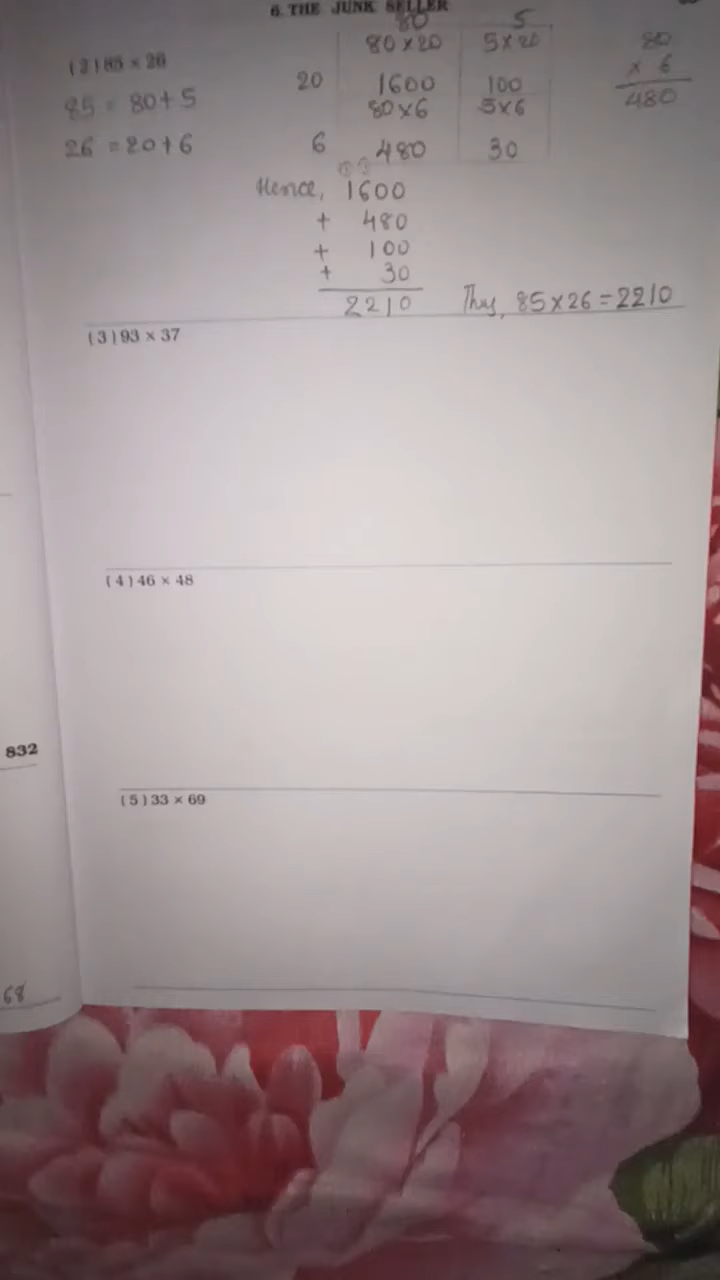 6. THE JUNK SELLER
80 5
(2) 85 × 26 80×20 5×20 80
20 1600 100 × 6
85 = 80+5 80×6 5×6 480
26 = 20+6 6 480 30
Hence, 1600
+ 480
+ 100
+ 30
2210 Thus, 85×26=2210
(3) 93 × 37
(4) 46 × 48
832
(5) 33 × 69
68